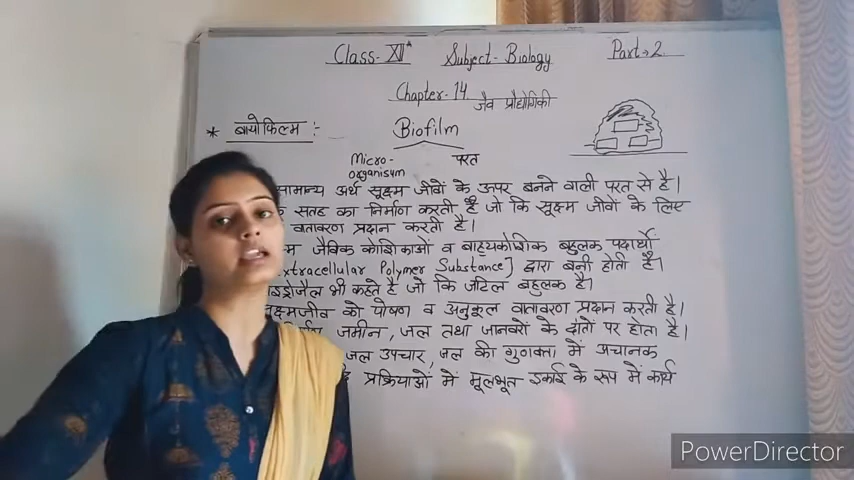 Class-XII Subject-Biology Part-2
Chapter-14 जैव प्रौद्योगिकी
* बायोफिल्म :- Biofilm
Micro-organisum परत
सामान्य अर्थ सूक्ष्म जीवों के ऊपर बनने वाली परत से है।
सतह का निर्माण करती है जो कि सूक्ष्म जीवों के लिए
वातावरण प्रदान करती है।
जैविक कोशिकाओं व बाह्यकोशिक बहुलक पदार्थों
Extracellular Polymer Substance] द्वारा बनी होती है।
भी कहते है जो कि जटिल बहुलक है।
को पोषण व अनुकूल वातावरण प्रदान करती है।
जमीन, जल तथा जानवरों के दांतो पर होता है।
जल उपचार, जल की गुणवत्ता में अचानक
प्रक्रियाओं में मूलभूत इकाई के रूप में कार्य
PowerDirector